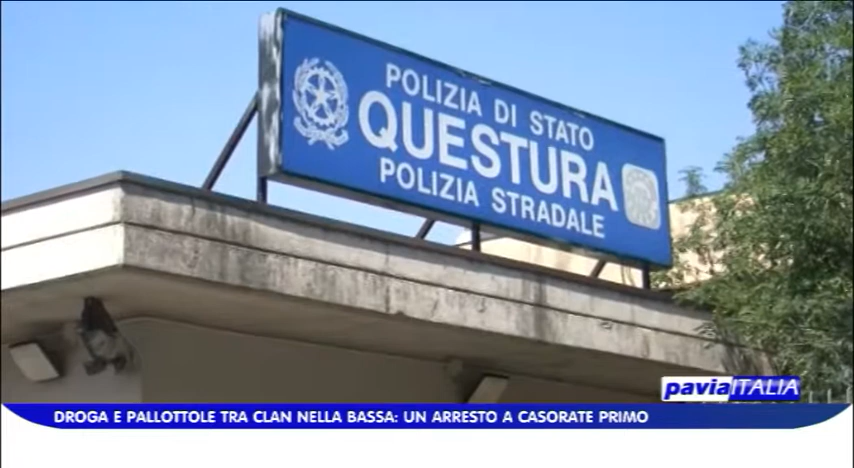 POLIZIA DI STATO
QUESTURA
POLIZIA STRADALE
paviaITALIA
DROGA E PALLOTTOLE TRA CLAN NELLA BASSA: UN ARRESTO A CASORATE PRIMO